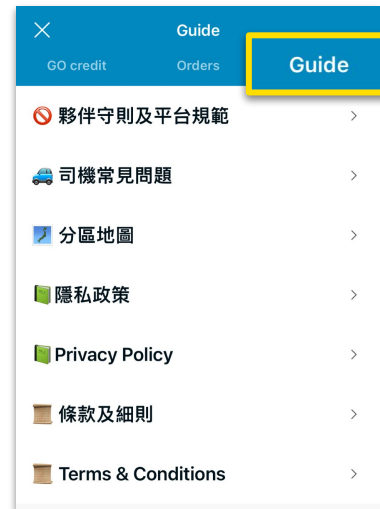 Guide
GO credit Orders Guide
夥伴守則及平台規範
司機常見問題
分區地圖
隱私政策
Privacy Policy
條款及細則
Terms & Conditions